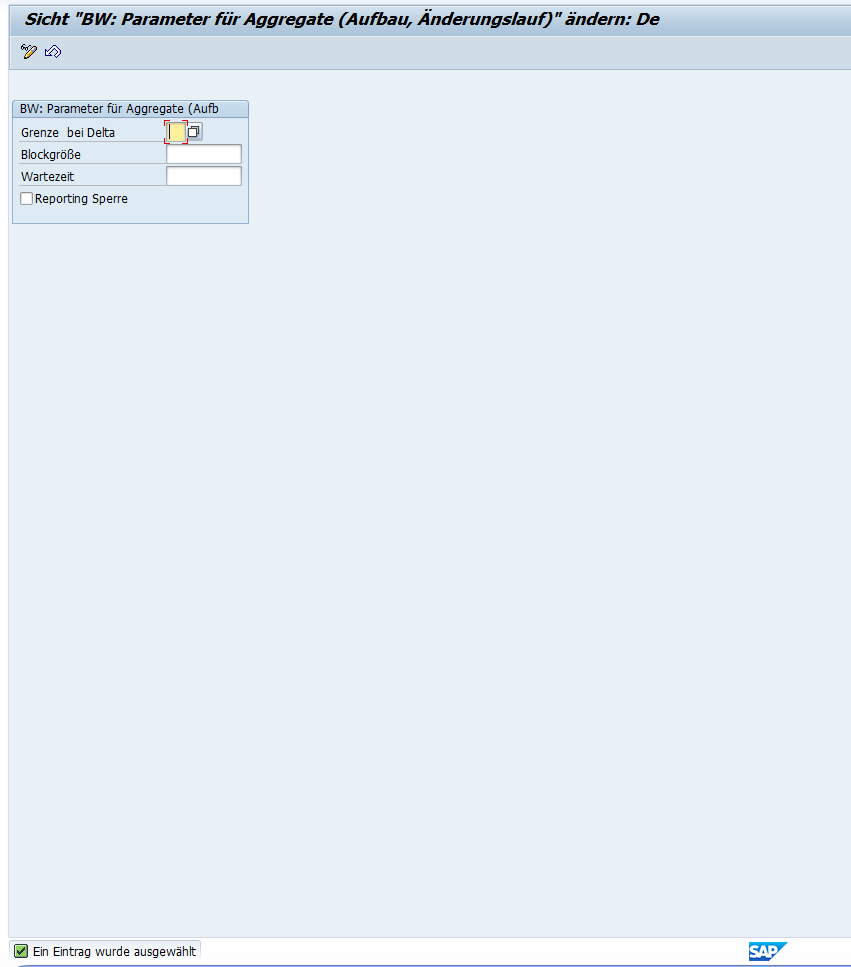 Sicht "BW: Parameter für Aggregate (Aufbau, Änderungslauf)" ändern: De
BW: Parameter für Aggregate (Aufb
Grenze bei Delta
Blockgröße
Wartezeit
Reporting Sperre
Ein Eintrag wurde ausgewählt
SAP